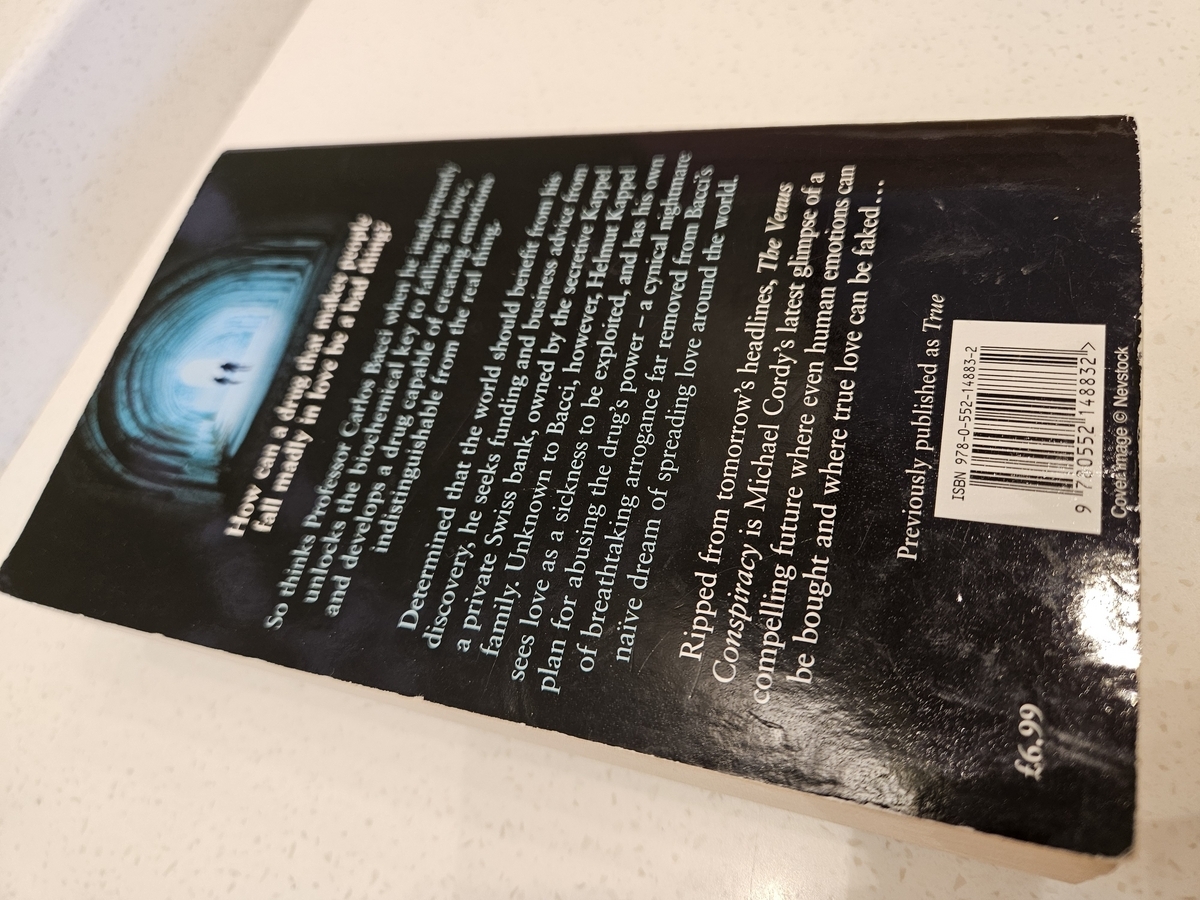 How can a drug that makes people
fall madly in love be a bad thing?
So thinks Professor Carlos Bacci when he fortuitously
unlocks the biochemical key to falling in love,
and develops a drug capable of creating emotions
indistinguishable from the real thing.
Determined that the world should benefit from his
discovery, he seeks funding and business advice from
a private Swiss bank, owned by the secretive Kappel
family. Unknown to Bacci, however, Helmut Kappel
sees love as a sickness to be exploited, and has his own
plan for abusing the drug's power – a cynical nightmare
of breathtaking arrogance far removed from Bacci's
naïve dream of spreading love around the world.
Ripped from tomorrow's headlines, The Venus
Conspiracy is Michael Cordy's latest glimpse of a
compelling future where even human emotions can
be bought and where true love can be faked...
Previously published as True
ISBN 978-0-552-14883-2
9 780552 148832 >
Cover image © Nevstock
£6.99